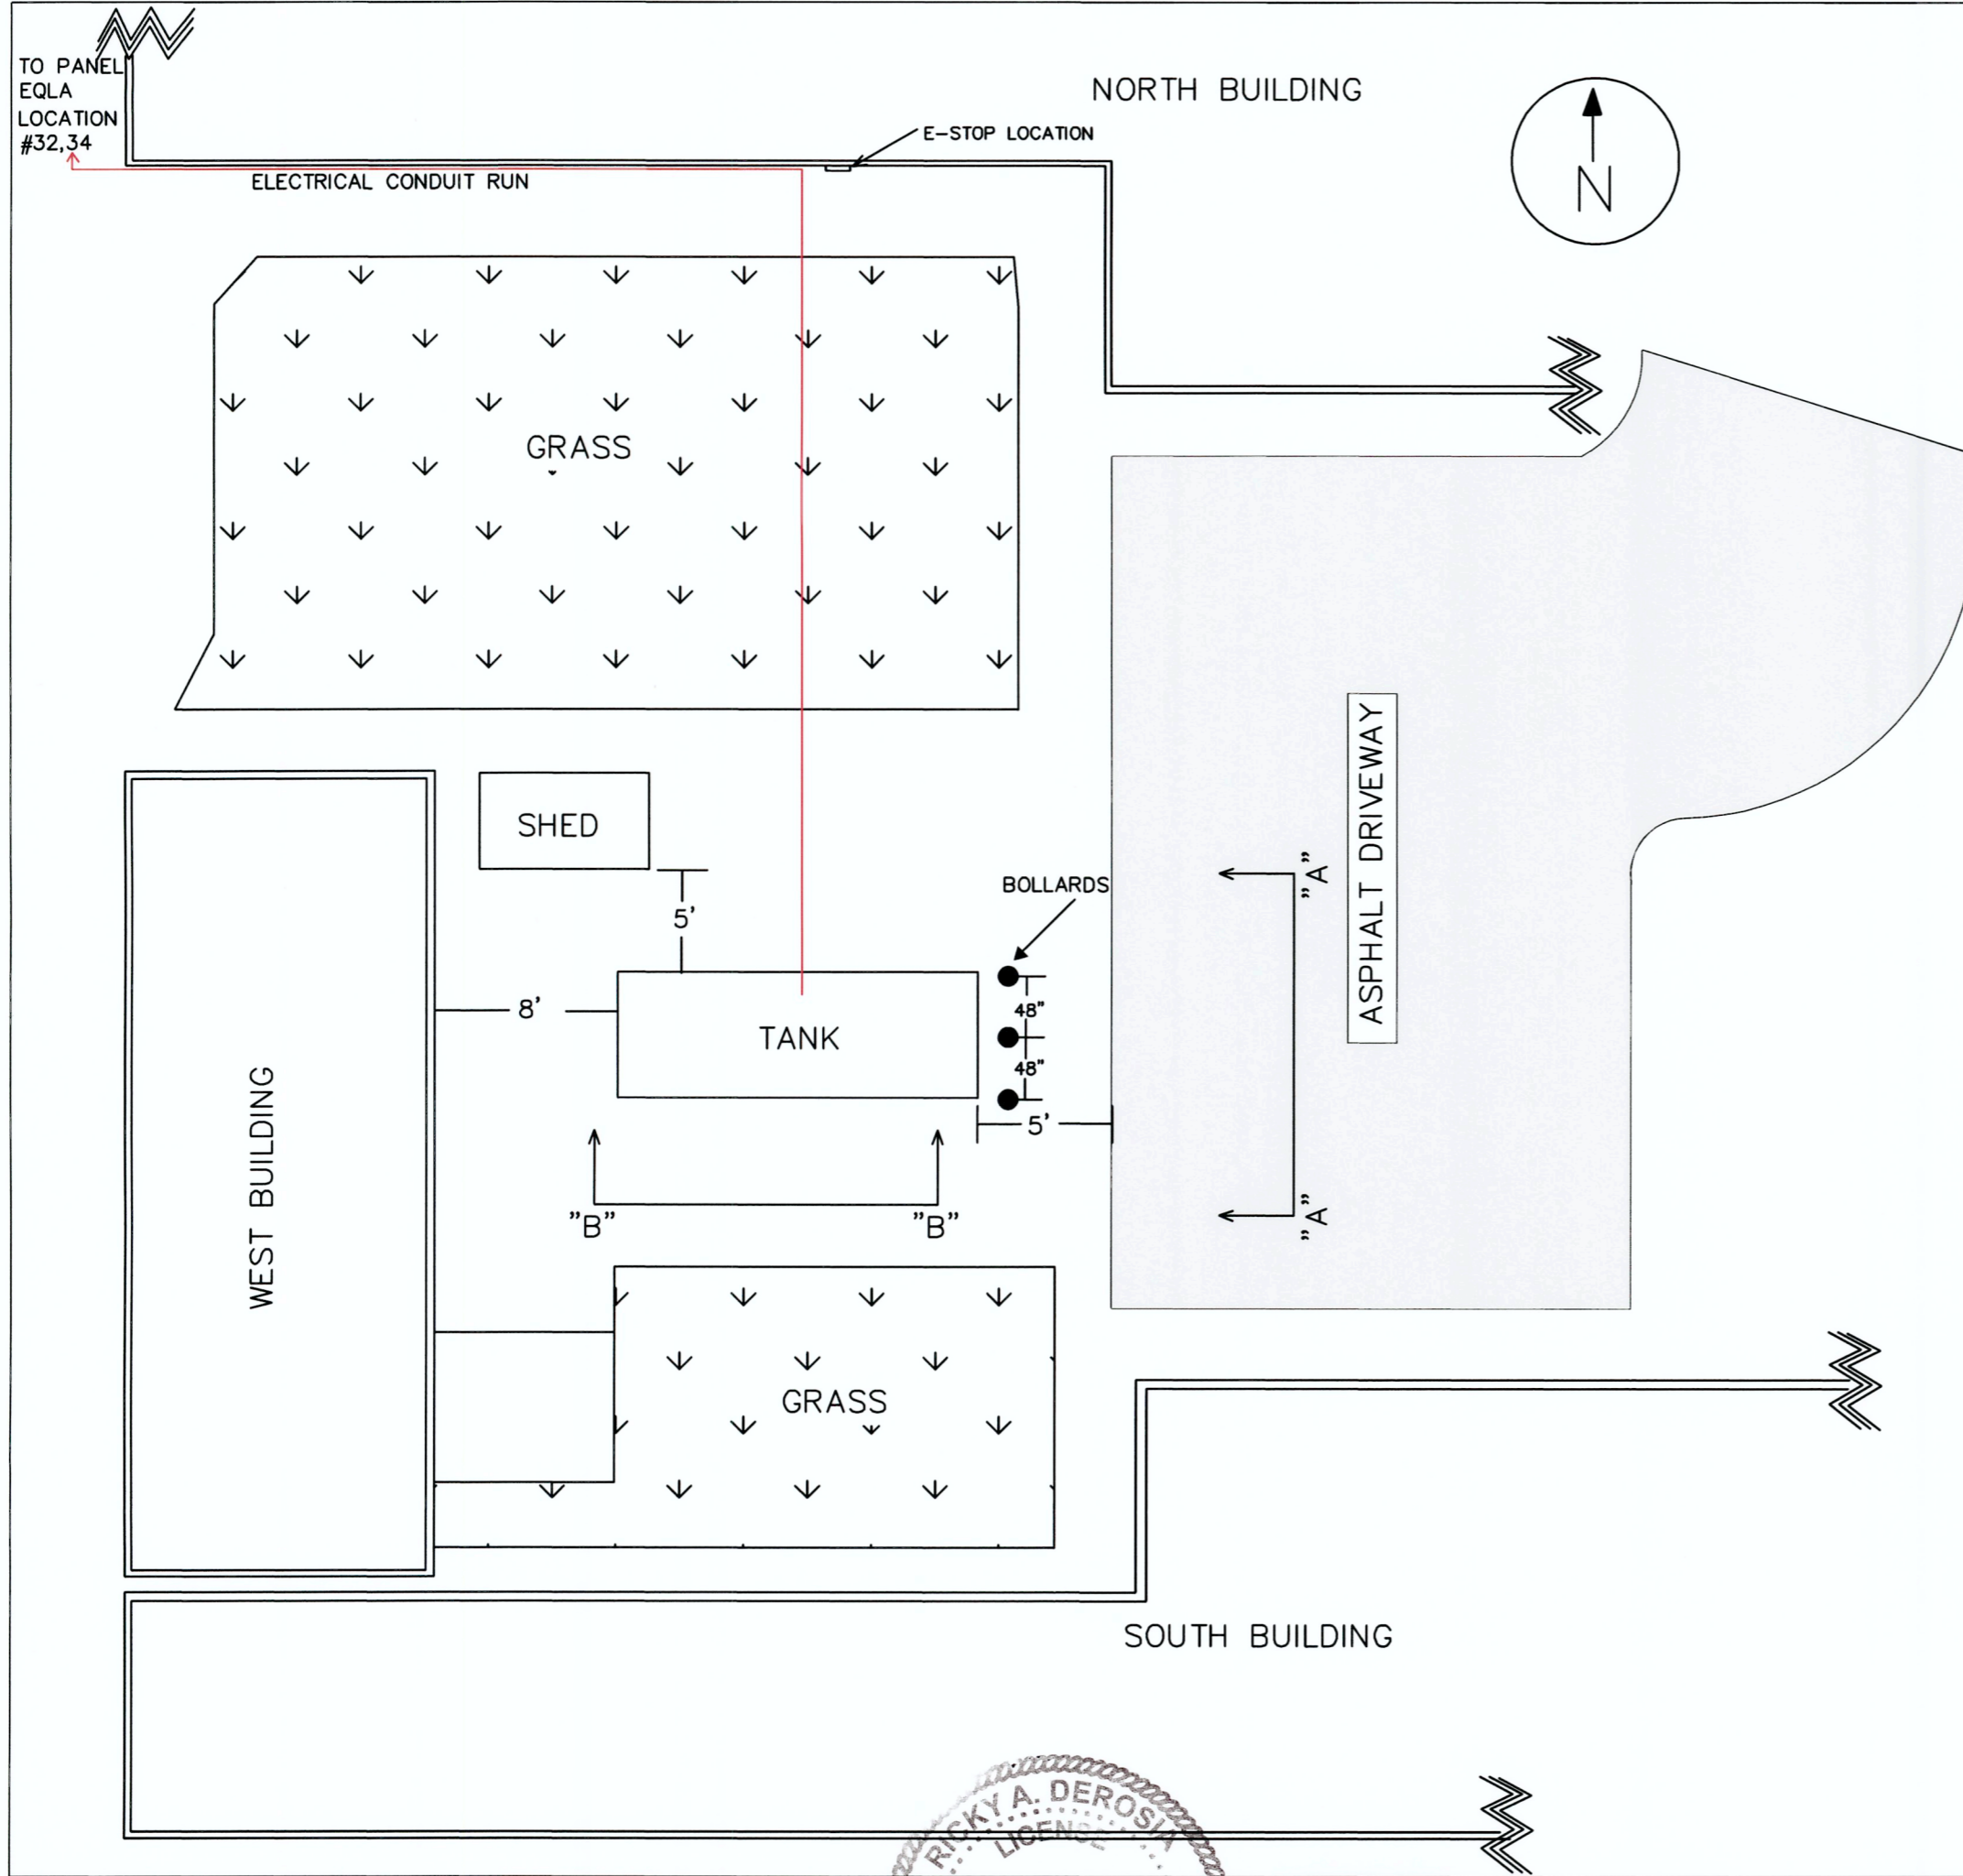 TO PANEL
EQLA
LOCATION
#32,34
NORTH BUILDING
E-STOP LOCATION
N
ELECTRICAL CONDUIT RUN
GRASS
SHED
ASPHALT DRIVEWAY
"A"
BOLLARDS
5'
8'
48"
TANK
48"
5'
WEST BUILDING
"B"
"B"
"A"
GRASS
SOUTH BUILDING
RICKY A. DEROSIA
LICENSE